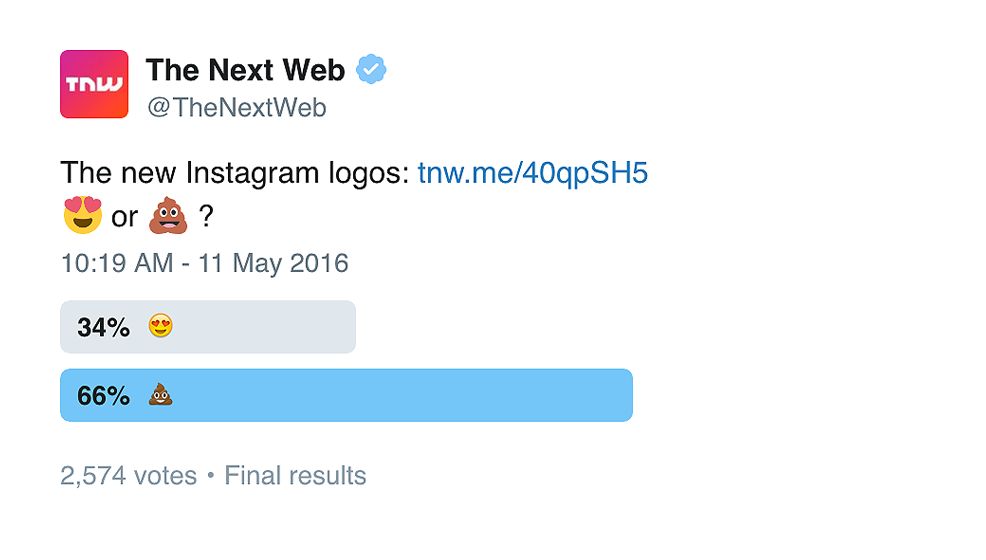 TNW
The Next Web
@TheNextWeb
The new Instagram logos: tnw.me/40qpSH5
😍 or 💩 ?
10:19 AM - 11 May 2016
34% 😍
66% 💩
2,574 votes • Final results